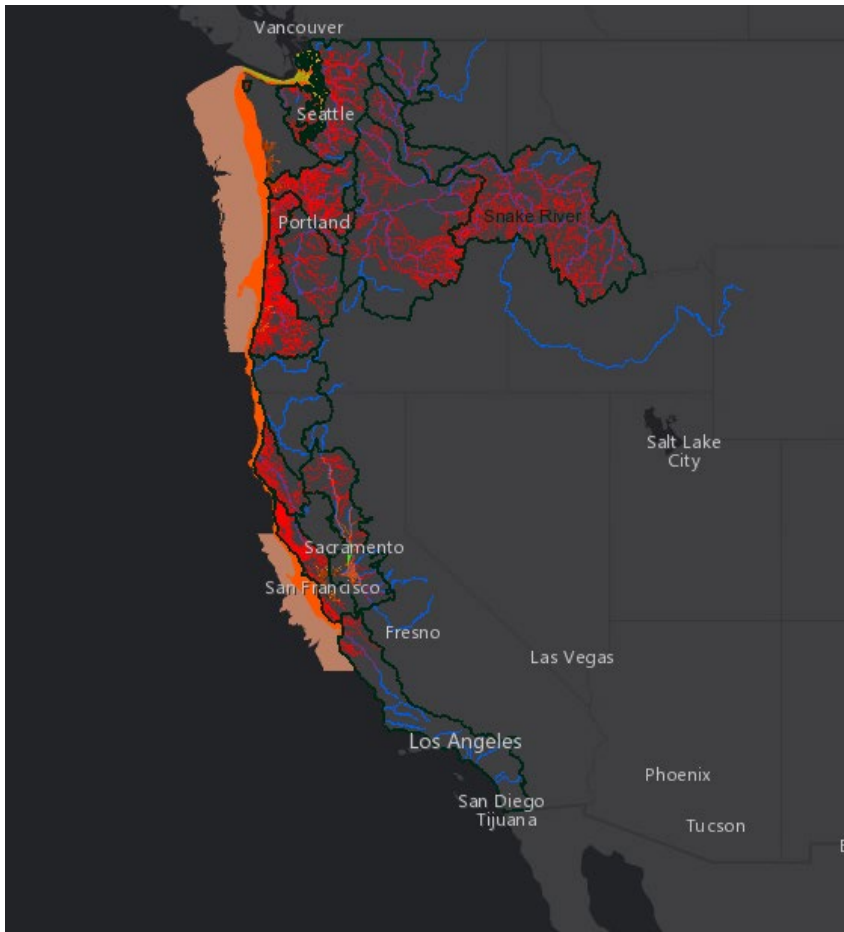 Vancouver
Seattle
Portland
Snake River
Salt Lake
City
Sacramento
San Francisco
Fresno
Las Vegas
Los Angeles
Phoenix
San Diego
Tijuana
Tucson
E